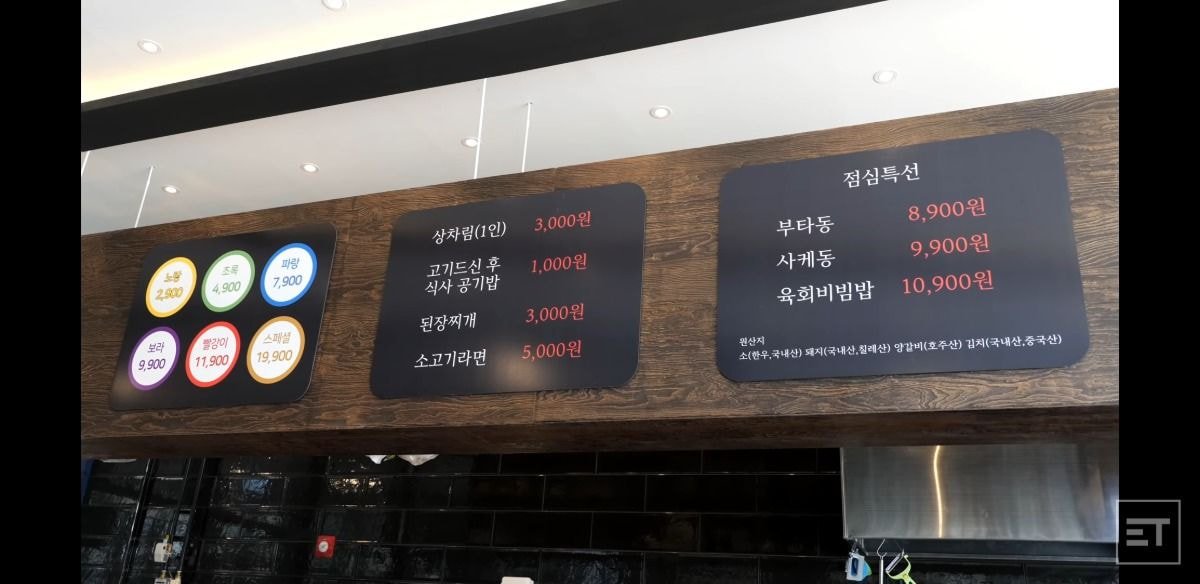 노랑
2,900
초록
4,900
파랑
7,900
보라
9,900
빨강이
11,900
스페셜
19,900
상차림(1인) 3,000원
고기드신 후
식사 공기밥 1,000원
된장찌개 3,000원
소고기라면 5,000원
점심특선
부타동 8,900원
사케동 9,900원
육회비빔밥 10,900원
원산지
소(한우,국내산) 돼지(국내산,칠레산) 양갈비(호주산) 김치(국내산,중국산)
ET